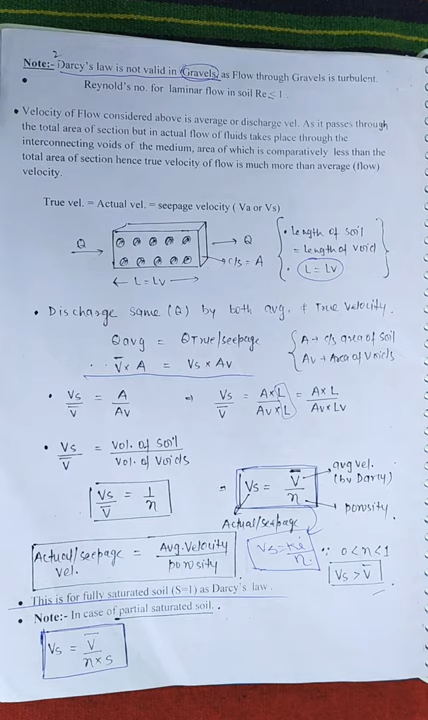 2
Note:- Darcy's law is not valid in Gravels, as Flow through Gravels is turbulent.
• Reynold's no. for laminar flow in soil Re ≤ 1.
• Velocity of Flow considered above is average or discharge vel. As it passes through
the total area of section but in actual flow of fluids takes place through the
interconnecting voids of the medium, area of which is comparatively less than the
total area of section hence true velocity of flow is much more than average (flow)
velocity.
True vel. = Actual vel. = seepage velocity ( Va or Vs)
Q → → Q
c/s = A
← L = Lv →
• Length of soil
= Length of void
• L = Lv
• Discharge same (Q) by both avg. & True Velocity.
Qavg = QTrue/seepage
V̅ × A = Vs × Av
A → c/s area of soil
Av → Area of Voids
• Vs/V̅ = A/Av ⇒ Vs/V̅ = A×L/Av×L = A×L/Av×Lv
• Vs/V̅ = Vol. of soil/Vol. of Voids
Vs/V̅ = 1/n = Vs = V̅/n
avg vel. (by Darcy)
porosity
Actual/seepage
Actual/seepage vel. = Avg. Velocity/porosity
Vs = Ki/n
∵ 0<n<1
Vs > V̅
• This is for fully saturated soil (S=1) as Darcy's law .
• Note:- In case of partial saturated soil. .
Vs = V̅/n×s